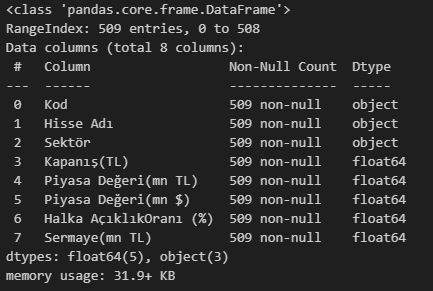 <class 'pandas.core.frame.DataFrame'>
RangeIndex: 509 entries, 0 to 508
Data columns (total 8 columns):
 #   Column                  Non-Null Count  Dtype
---  ------                  --------------  -----
 0   Kod                     509 non-null    object
 1   Hisse Adı               509 non-null    object
 2   Sektör                  509 non-null    object
 3   Kapanış(TL)             509 non-null    float64
 4   Piyasa Değeri(mn TL)    509 non-null    float64
 5   Piyasa Değeri(mn $)     509 non-null    float64
 6   Halka AçıklıkOranı (%)  509 non-null    float64
 7   Sermaye(mn TL)          509 non-null    float64
dtypes: float64(5), object(3)
memory usage: 31.9+ KB